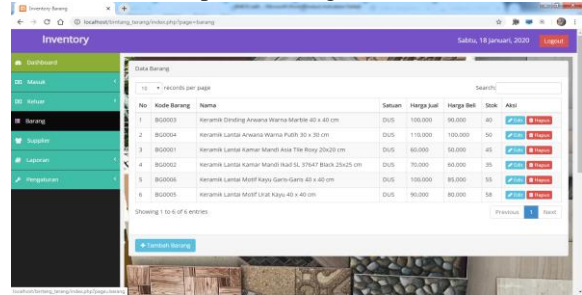 Inventory Barang
localhost/bintang_terang/index.php?page=barang
Inventory
Sabtu, 18 Januari, 2020
Logout
Dashboard
Masuk
Keluar
Barang
Supplier
Laporan
Pengaturan
Data Barang
10 records per page
Search:
No Kode Barang Nama Satuan Harga Jual Harga Beli Stok Aksi
1 BG0003 Keramik Dinding Arwana Warna Marble 40 x 40 cm DUS 100,000 90,000 40 Edit Hapus
2 BG0004 Keramik Lantai Arwana Warna Putih 30 x 30 cm DUS 110,000 100,000 50 Edit Hapus
3 BG0001 Keramik Lantai Kamar Mandi Asia Tile Roxy 20x20 cm DUS 60,000 50,000 45 Edit Hapus
4 BG0002 Keramik Lantai Kamar Mandi Ikad SL 37647 Black 25x25 cm DUS 70,000 60,000 35 Edit Hapus
5 BG0006 Keramik Lantai Motif Kayu Garis-Garis 40 x 40 cm DUS 100,000 85,000 55 Edit Hapus
6 BG0005 Keramik Lantai Motif Urat Kayu 40 x 40 cm DUS 90,000 80,000 58 Edit Hapus
Showing 1 to 6 of 6 entries
Previous 1 Next
+ Tambah Barang
localhost/bintang_terang/index.php?page=barang